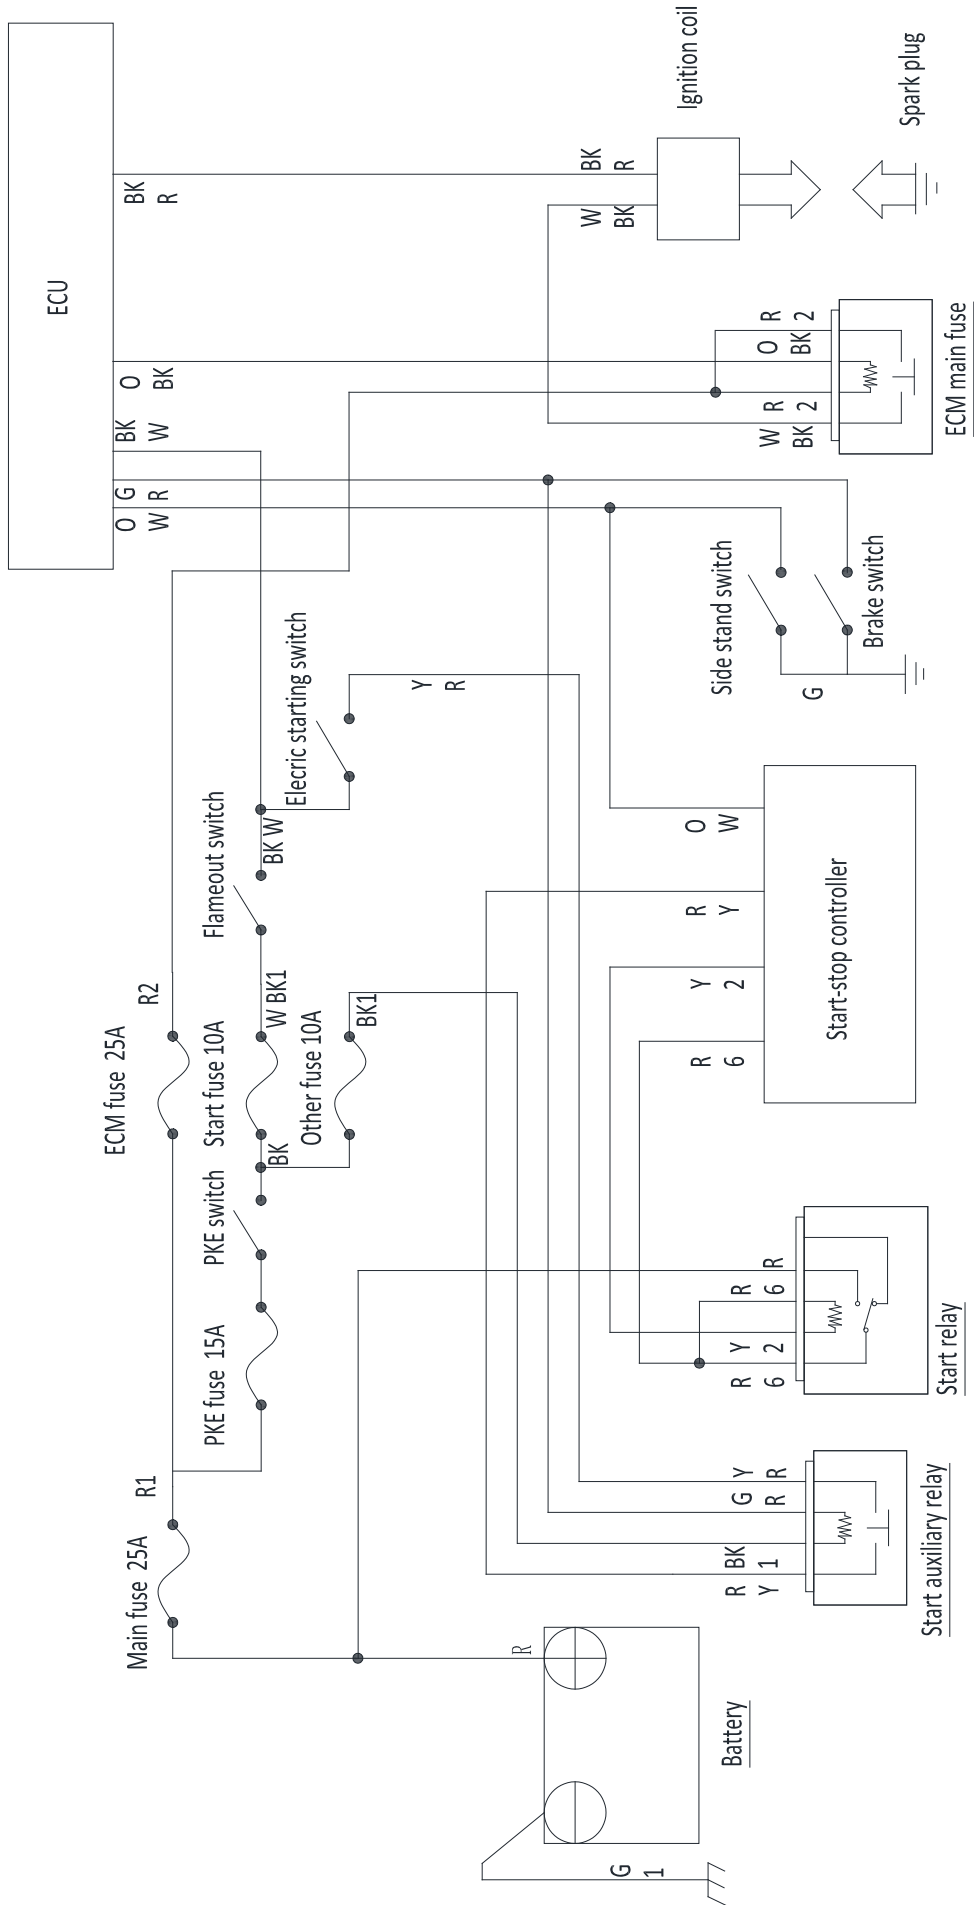 ECU
BK
R
O
BK
BK
W
G
R
O
W
BK
R
W
BK
Ignition coil
Spark plug
R
2
O
BK
R
2
W
BK
ECM main fuse
Side stand switch
Brake switch
G
Elecric starting switch
Y
R
Flameout switch
BK W
R2
W BK1
BK1
ECM fuse 25A
Start fuse 10A
Other fuse 10A
BK
PKE switch
PKE fuse 15A
R1
Main fuse 25A
O
W
R
Y
Y
2
R
6
Start-stop controller
R
R
6
Y
2
R
6
Start relay
Y
R
G
R
BK
1
R
Y
Start auxiliary relay
R
Battery
G
1